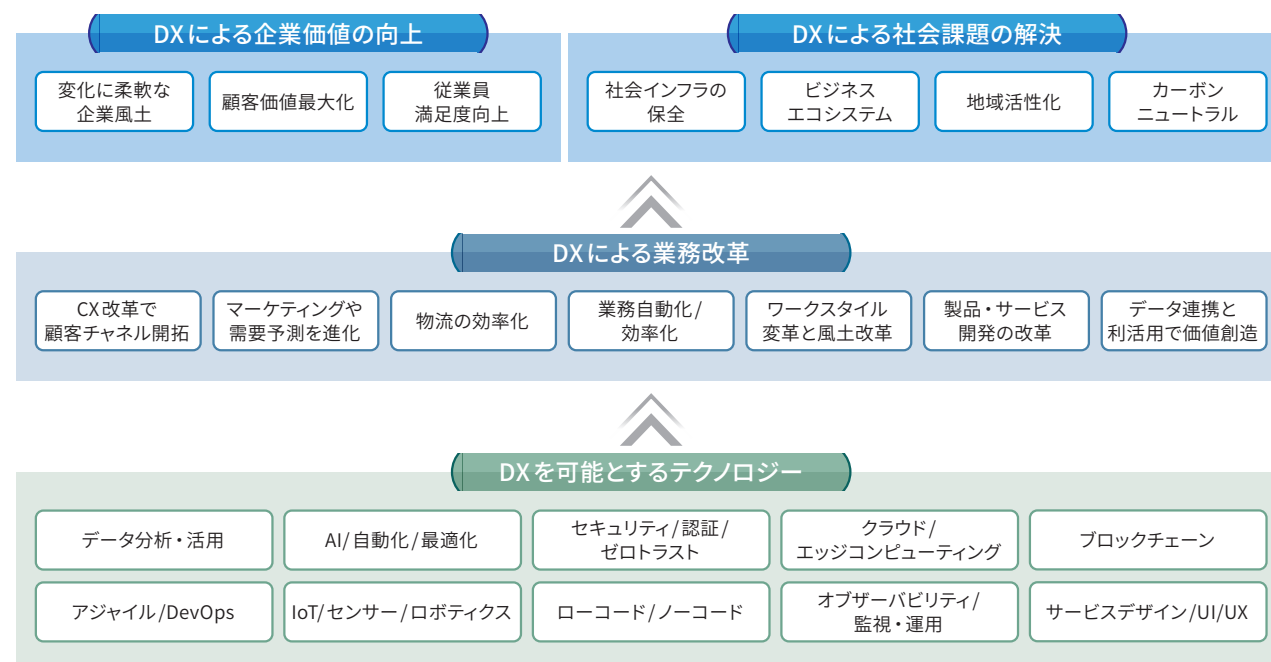 DXによる企業価値の向上
変化に柔軟な
企業風土
顧客価値最大化
従業員
満足度向上
DXによる社会課題の解決
社会インフラの
保全
ビジネス
エコシステム
地域活性化
カーボン
ニュートラル
DXによる業務改革
CX改革で
顧客チャネル開拓
マーケティングや
需要予測を進化
物流の効率化
業務自動化/
効率化
ワークスタイル
変革と風土改革
製品・サービス
開発の改革
データ連携と
利活用で価値創造
DXを可能とするテクノロジー
データ分析・活用
AI/自動化/最適化
セキュリティ/認証/
ゼロトラスト
クラウド/
エッジコンピューティング
ブロックチェーン
アジャイル/DevOps
IoT/センサー/ロボティクス
ローコード/ノーコード
オブザーバビリティ/
監視・運用
サービスデザイン/UI/UX